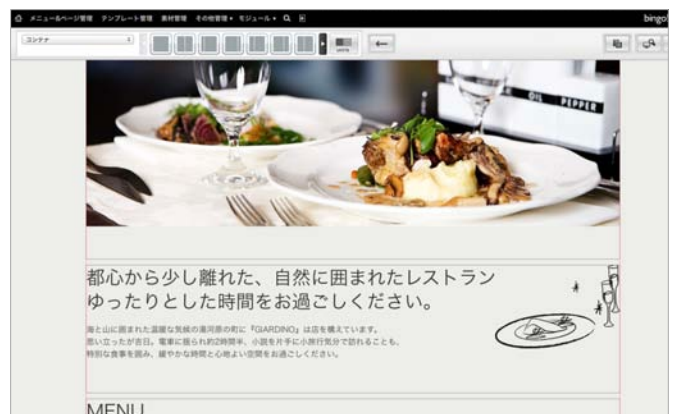 メニュー&ページ管理 テンプレート管理 素材管理 その他管理 モジュール
bingo!
コンテナ
OIL PEPPER
都心から少し離れた、自然に囲まれたレストラン
ゆったりとした時間をお過ごしください。
海と山に囲まれた温暖な気候の湯河原の町に『GIARDINO』は店を構えています。
思い立ったが吉日。電車に揺られ約2時間半、小説を片手に小旅行気分で訪れることも、
特別な食事を囲み、緩やかな時間と心地よい空間をお過ごしください。
MENU